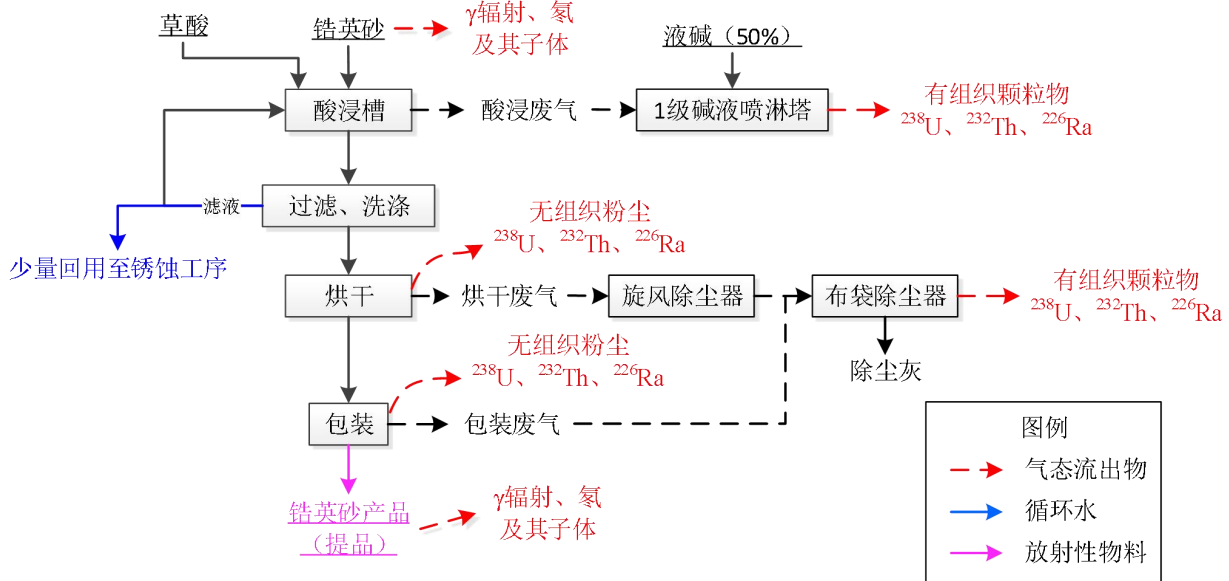 草酸
锆英砂
γ辐射、氡
及其子体
液碱（50%）
酸浸槽
酸浸废气
1级碱液喷淋塔
有组织颗粒物
²³⁸U、²³²Th、²²⁶Ra
过滤、洗涤
滤液
少量回用至锈蚀工序
无组织粉尘
²³⁸U、²³²Th、²²⁶Ra
烘干
烘干废气
旋风除尘器
布袋除尘器
有组织颗粒物
²³⁸U、²³²Th、²²⁶Ra
无组织粉尘
²³⁸U、²³²Th、²²⁶Ra
除尘灰
包装
包装废气
锆英砂产品
（提品）
γ辐射、氡
及其子体
图例
气态流出物
循环水
放射性物料